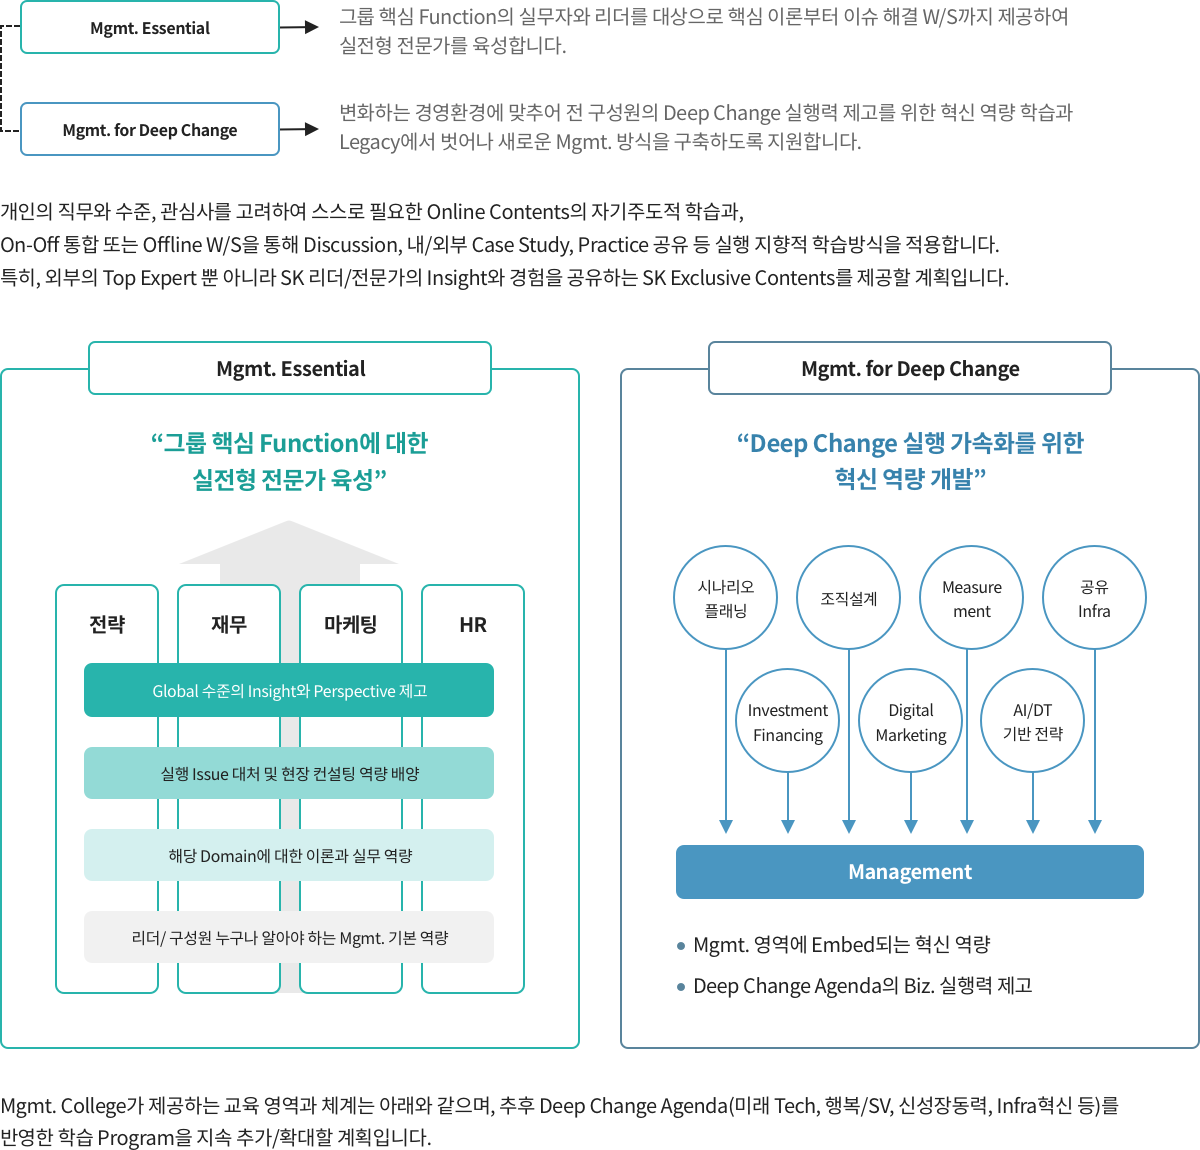 Mgmt. Essential
그룹 핵심 Function의 실무자와 리더를 대상으로 핵심 이론부터 이슈 해결 W/S까지 제공하여
실전형 전문가를 육성합니다.
Mgmt. for Deep Change
변화하는 경영환경에 맞추어 전 구성원의 Deep Change 실행력 제고를 위한 혁신 역량 학습과
Legacy에서 벗어나 새로운 Mgmt. 방식을 구축하도록 지원합니다.
개인의 직무와 수준, 관심사를 고려하여 스스로 필요한 Online Contents의 자기주도적 학습과,
On-Off 통합 또는 Offline W/S을 통해 Discussion, 내/외부 Case Study, Practice 공유 등 실행 지향적 학습방식을 적용합니다.
특히, 외부의 Top Expert 뿐 아니라 SK 리더/전문가의 Insight와 경험을 공유하는 SK Exclusive Contents를 제공할 계획입니다.
Mgmt. Essential
“그룹 핵심 Function에 대한
실전형 전문가 육성”
전략
재무
마케팅
HR
Global 수준의 Insight와 Perspective 제고
실행 Issue 대처 및 현장 컨설팅 역량 배양
해당 Domain에 대한 이론과 실무 역량
리더/ 구성원 누구나 알아야 하는 Mgmt. 기본 역량
Mgmt. for Deep Change
“Deep Change 실행 가속화를 위한
혁신 역량 개발”
시나리오
플래닝
조직설계
Measure
ment
공유
Infra
Investment
Financing
Digital
Marketing
AI/DT
기반 전략
Management
• Mgmt. 영역에 Embed되는 혁신 역량
• Deep Change Agenda의 Biz. 실행력 제고
Mgmt. College가 제공하는 교육 영역과 체계는 아래와 같으며, 추후 Deep Change Agenda(미래 Tech, 행복/SV, 신성장동력, Infra혁신 등)를
반영한 학습 Program을 지속 추가/확대할 계획입니다.